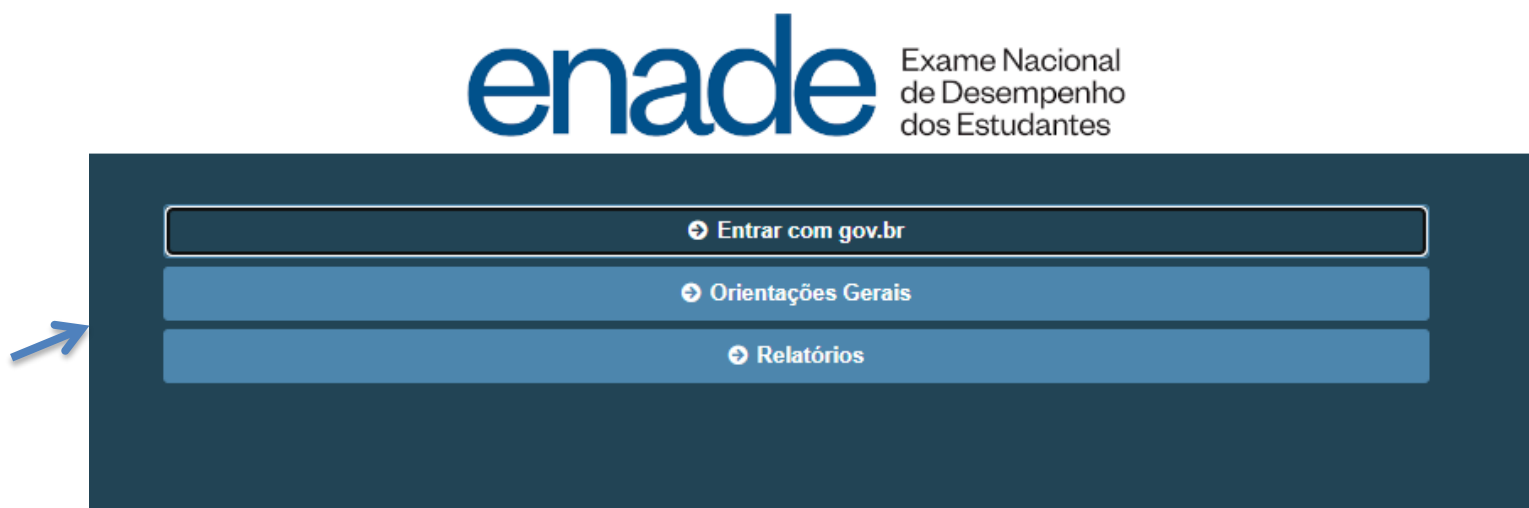 enade
Exame Nacional
de Desempenho
dos Estudantes
Entrar com gov.br
Orientações Gerais
Relatórios